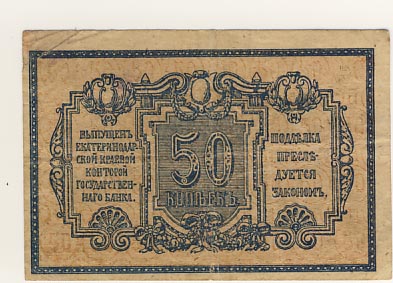 ВЫПУЩЕНЪ
ЕКАТЕРИНОДАР-
СКОЙ КРАЕВОЙ
КОНТОРОЙ
ГОСУДАРСТВЕН-
НАГО БАНКА.
50
КОПѢЕКЪ
ПОДДѢЛКА
ПРЕСЛѢ-
ДУЕТСЯ
ЗАКОНОМЪ.